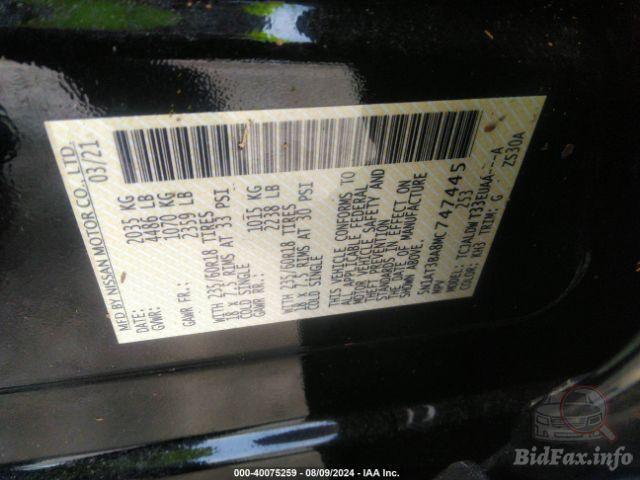 MFD BY NISSAN MOTOR CO., LTD.
DATE: 03/21
GVWR: 2035 KG
4486 LB
GAWR FR.: 1070 KG
2359 LB
WITH 235/60R18 TIRES
18 X 7.5 RIMS AT 33 PSI
COLD SINGLE
GAWR RR.: 1015 KG
2238 LB
WITH 235/60R18 TIRES
18 X 7.5 RIMS AT 30 PSI
COLD SINGLE
THIS VEHICLE CONFORMS TO
ALL APPLICABLE FEDERAL
MOTOR VEHICLE SAFETY AND
THEFT PREVENTION
STANDARDS IN EFFECT ON
THE DATE OF MANUFACTURE
SHOWN ABOVE.
5N1AT3BA8MC747445
MPV Z53
MODEL: TCJALDW T33EUAA---A
COLOR: KH3 TRIM: G ZS30A
BidFax.info
000-40075259 - 08/09/2024 - IAA Inc.